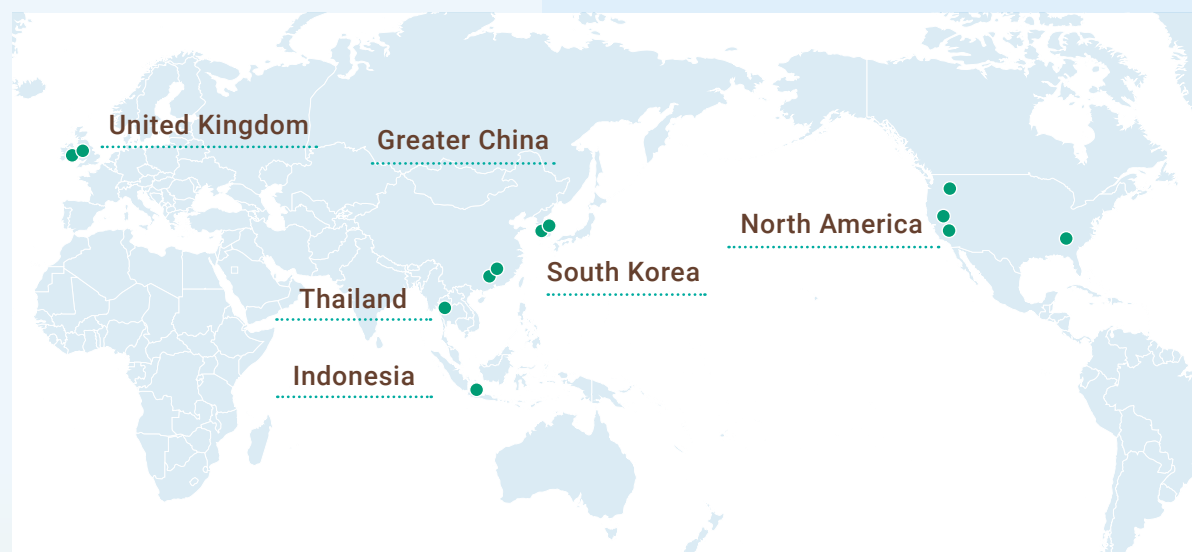 United Kingdom
Greater China
North America
South Korea
Thailand
Indonesia